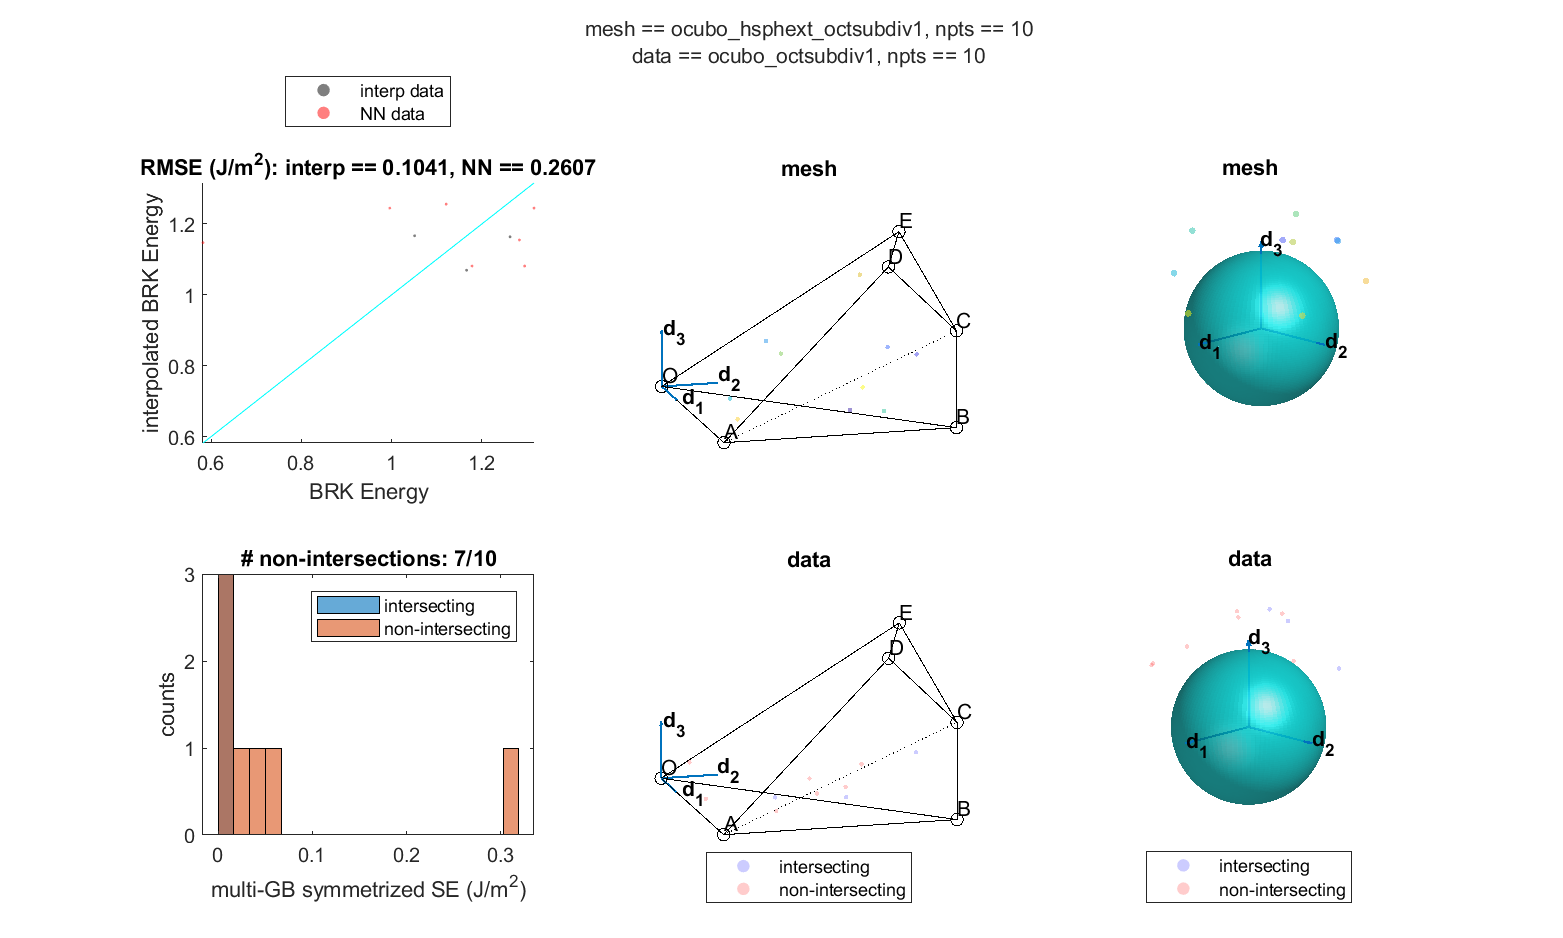 mesh == ocubo_hsphext_octsubdiv1, npts == 10
data == ocubo_octsubdiv1, npts == 10
interp data
NN data
RMSE (J/m²): interp == 0.1041, NN == 0.2607
interpolated BRK Energy
1.2
1
0.8
0.6
0.6
0.8
1
1.2
BRK Energy
mesh
E
D
C
d₃
O
d₂
d₁
A
B
mesh
d₃
d₁
d₂
# non-intersections: 7/10
counts
3
2
1
0
intersecting
non-intersecting
0
0.1
0.2
0.3
multi-GB symmetrized SE (J/m²)
data
E
D
C
d₃
O
d₂
d₁
A
B
intersecting
non-intersecting
data
d₃
d₁
d₂
intersecting
non-intersecting